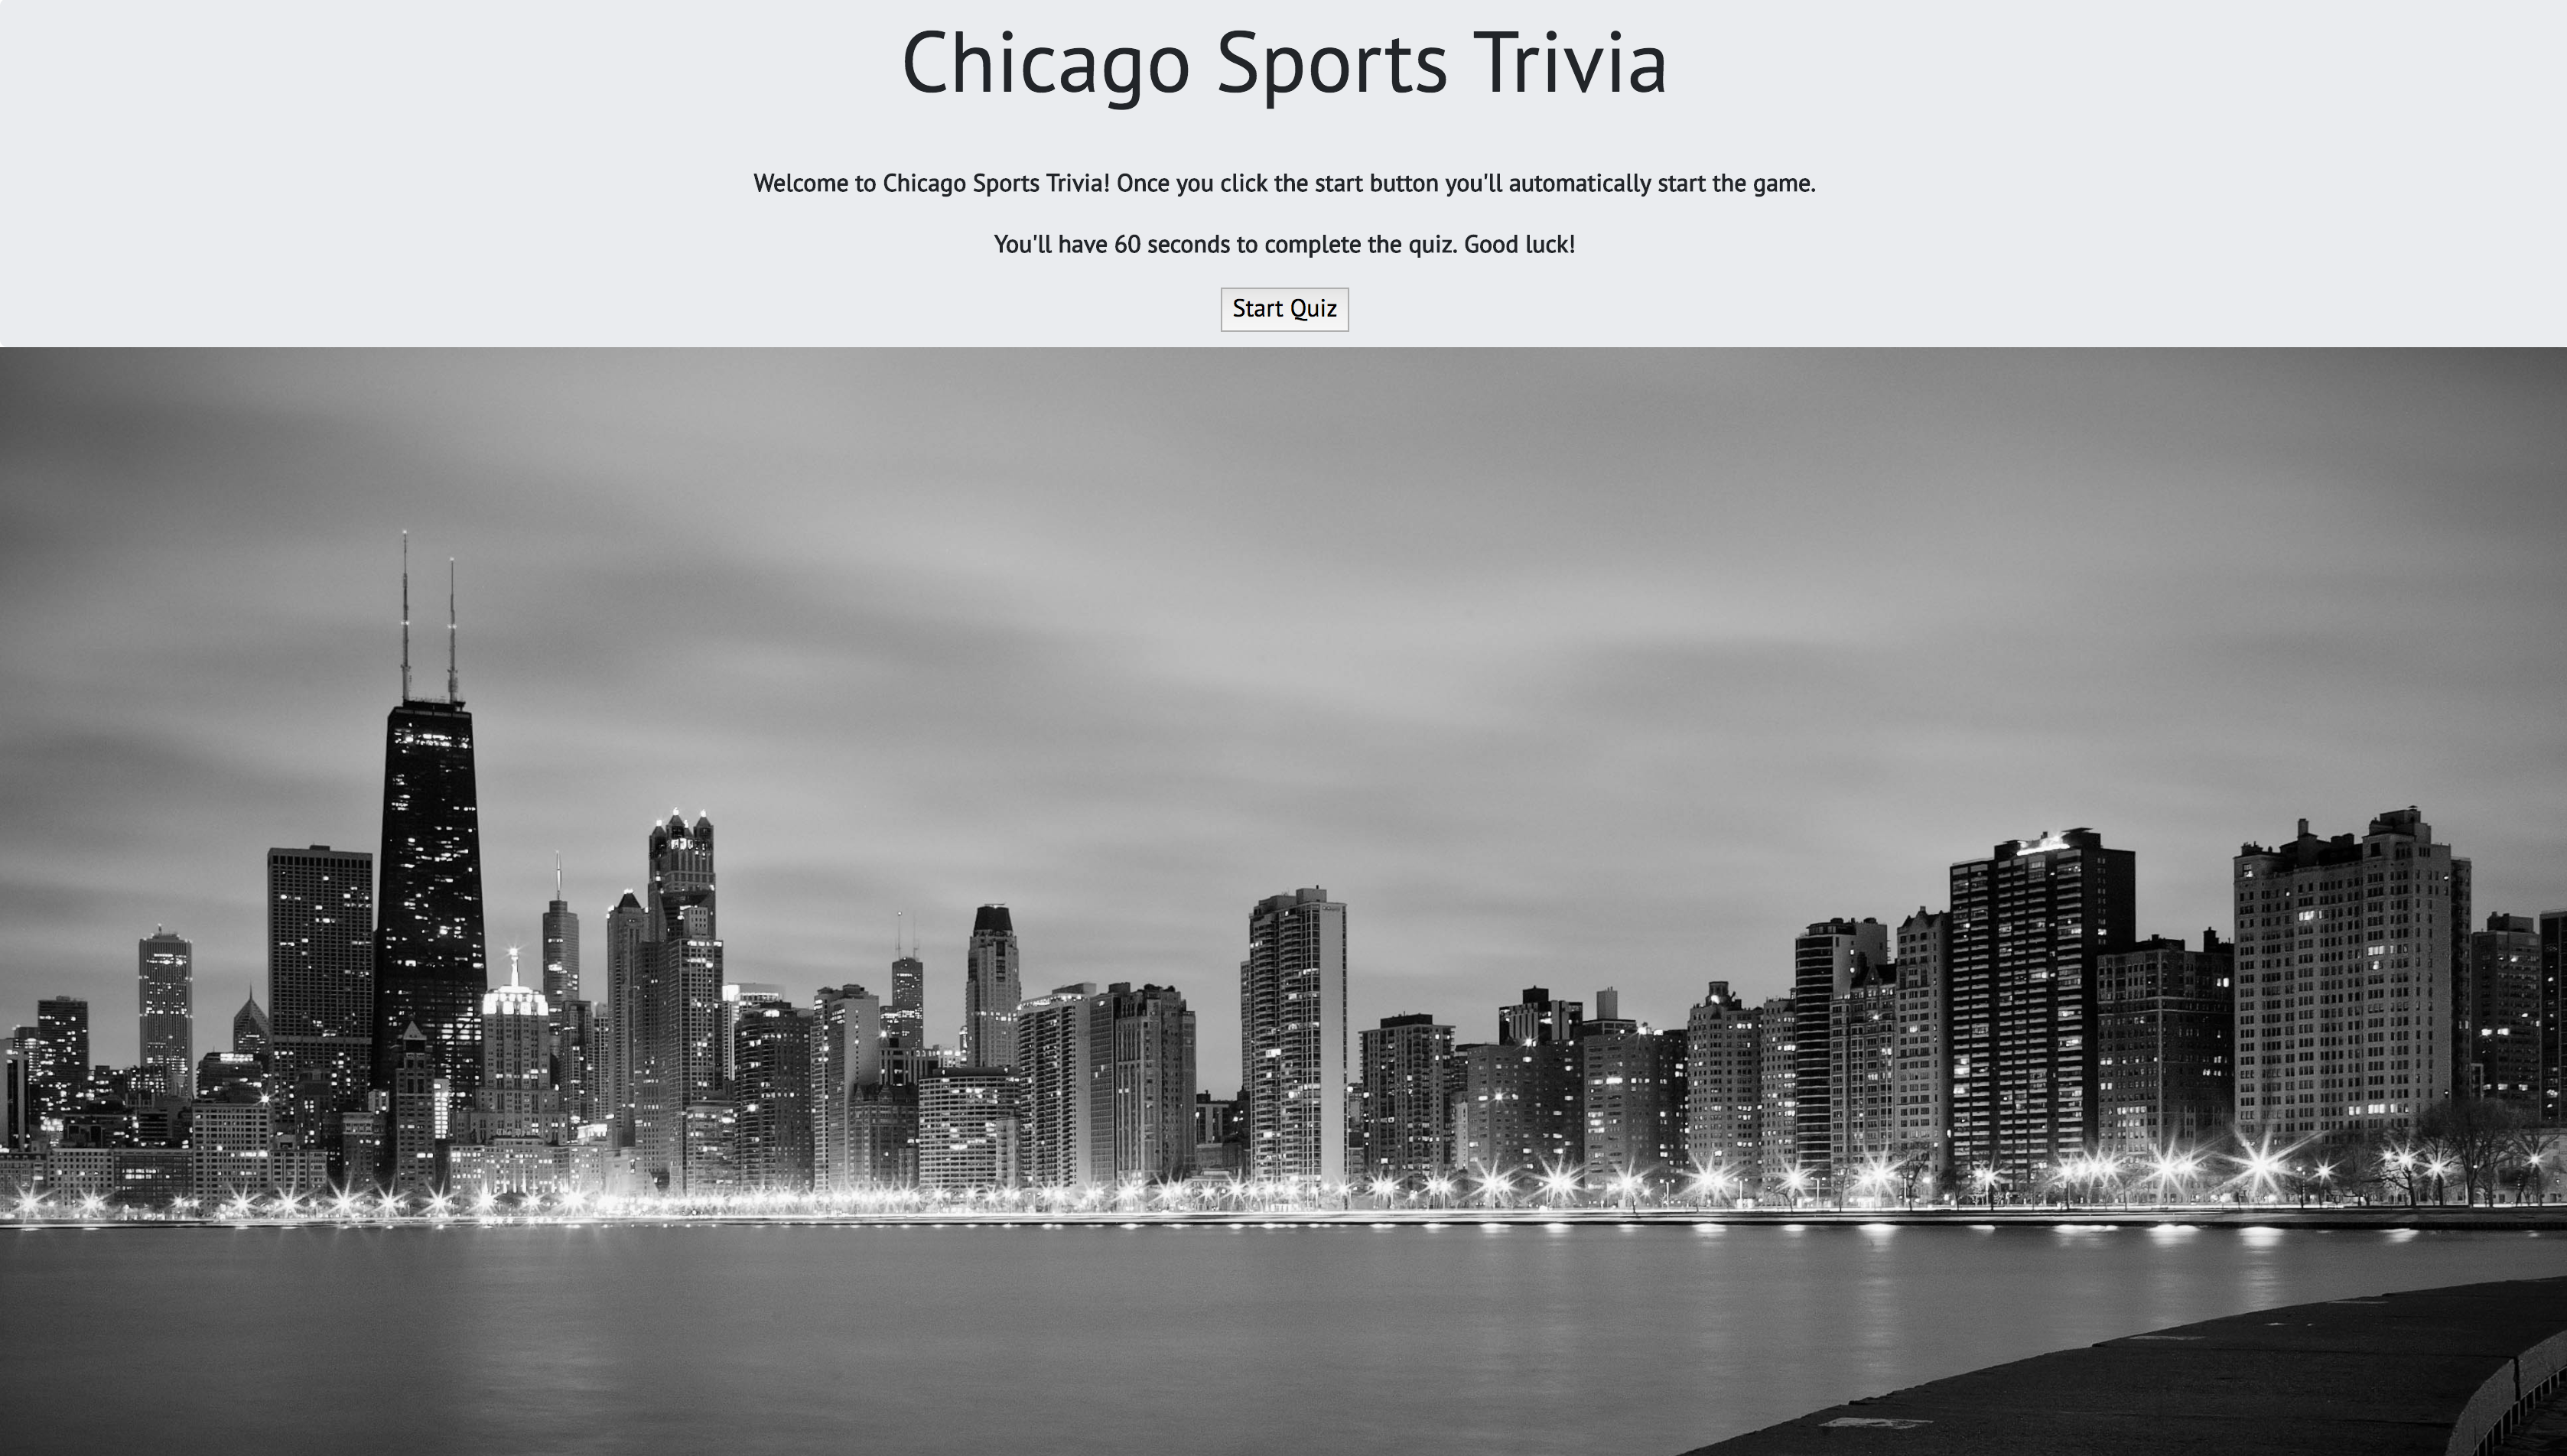 Chicago Sports Trivia
Welcome to Chicago Sports Trivia! Once you click the start button you'll automatically start the game.
You'll have 60 seconds to complete the quiz. Good luck!
Start Quiz